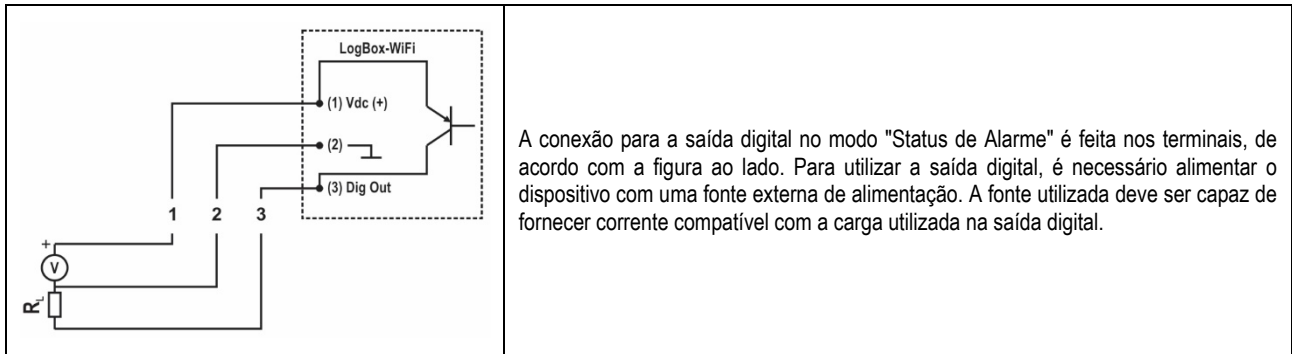 LogBox-WiFi
(1) Vdc (+)
(2)
(3) Dig Out
1 2 3
+
V
RL
A conexão para a saída digital no modo "Status de Alarme" é feita nos terminais, de
acordo com a figura ao lado. Para utilizar a saída digital, é necessário alimentar o
dispositivo com uma fonte externa de alimentação. A fonte utilizada deve ser capaz de
fornecer corrente compatível com a carga utilizada na saída digital.